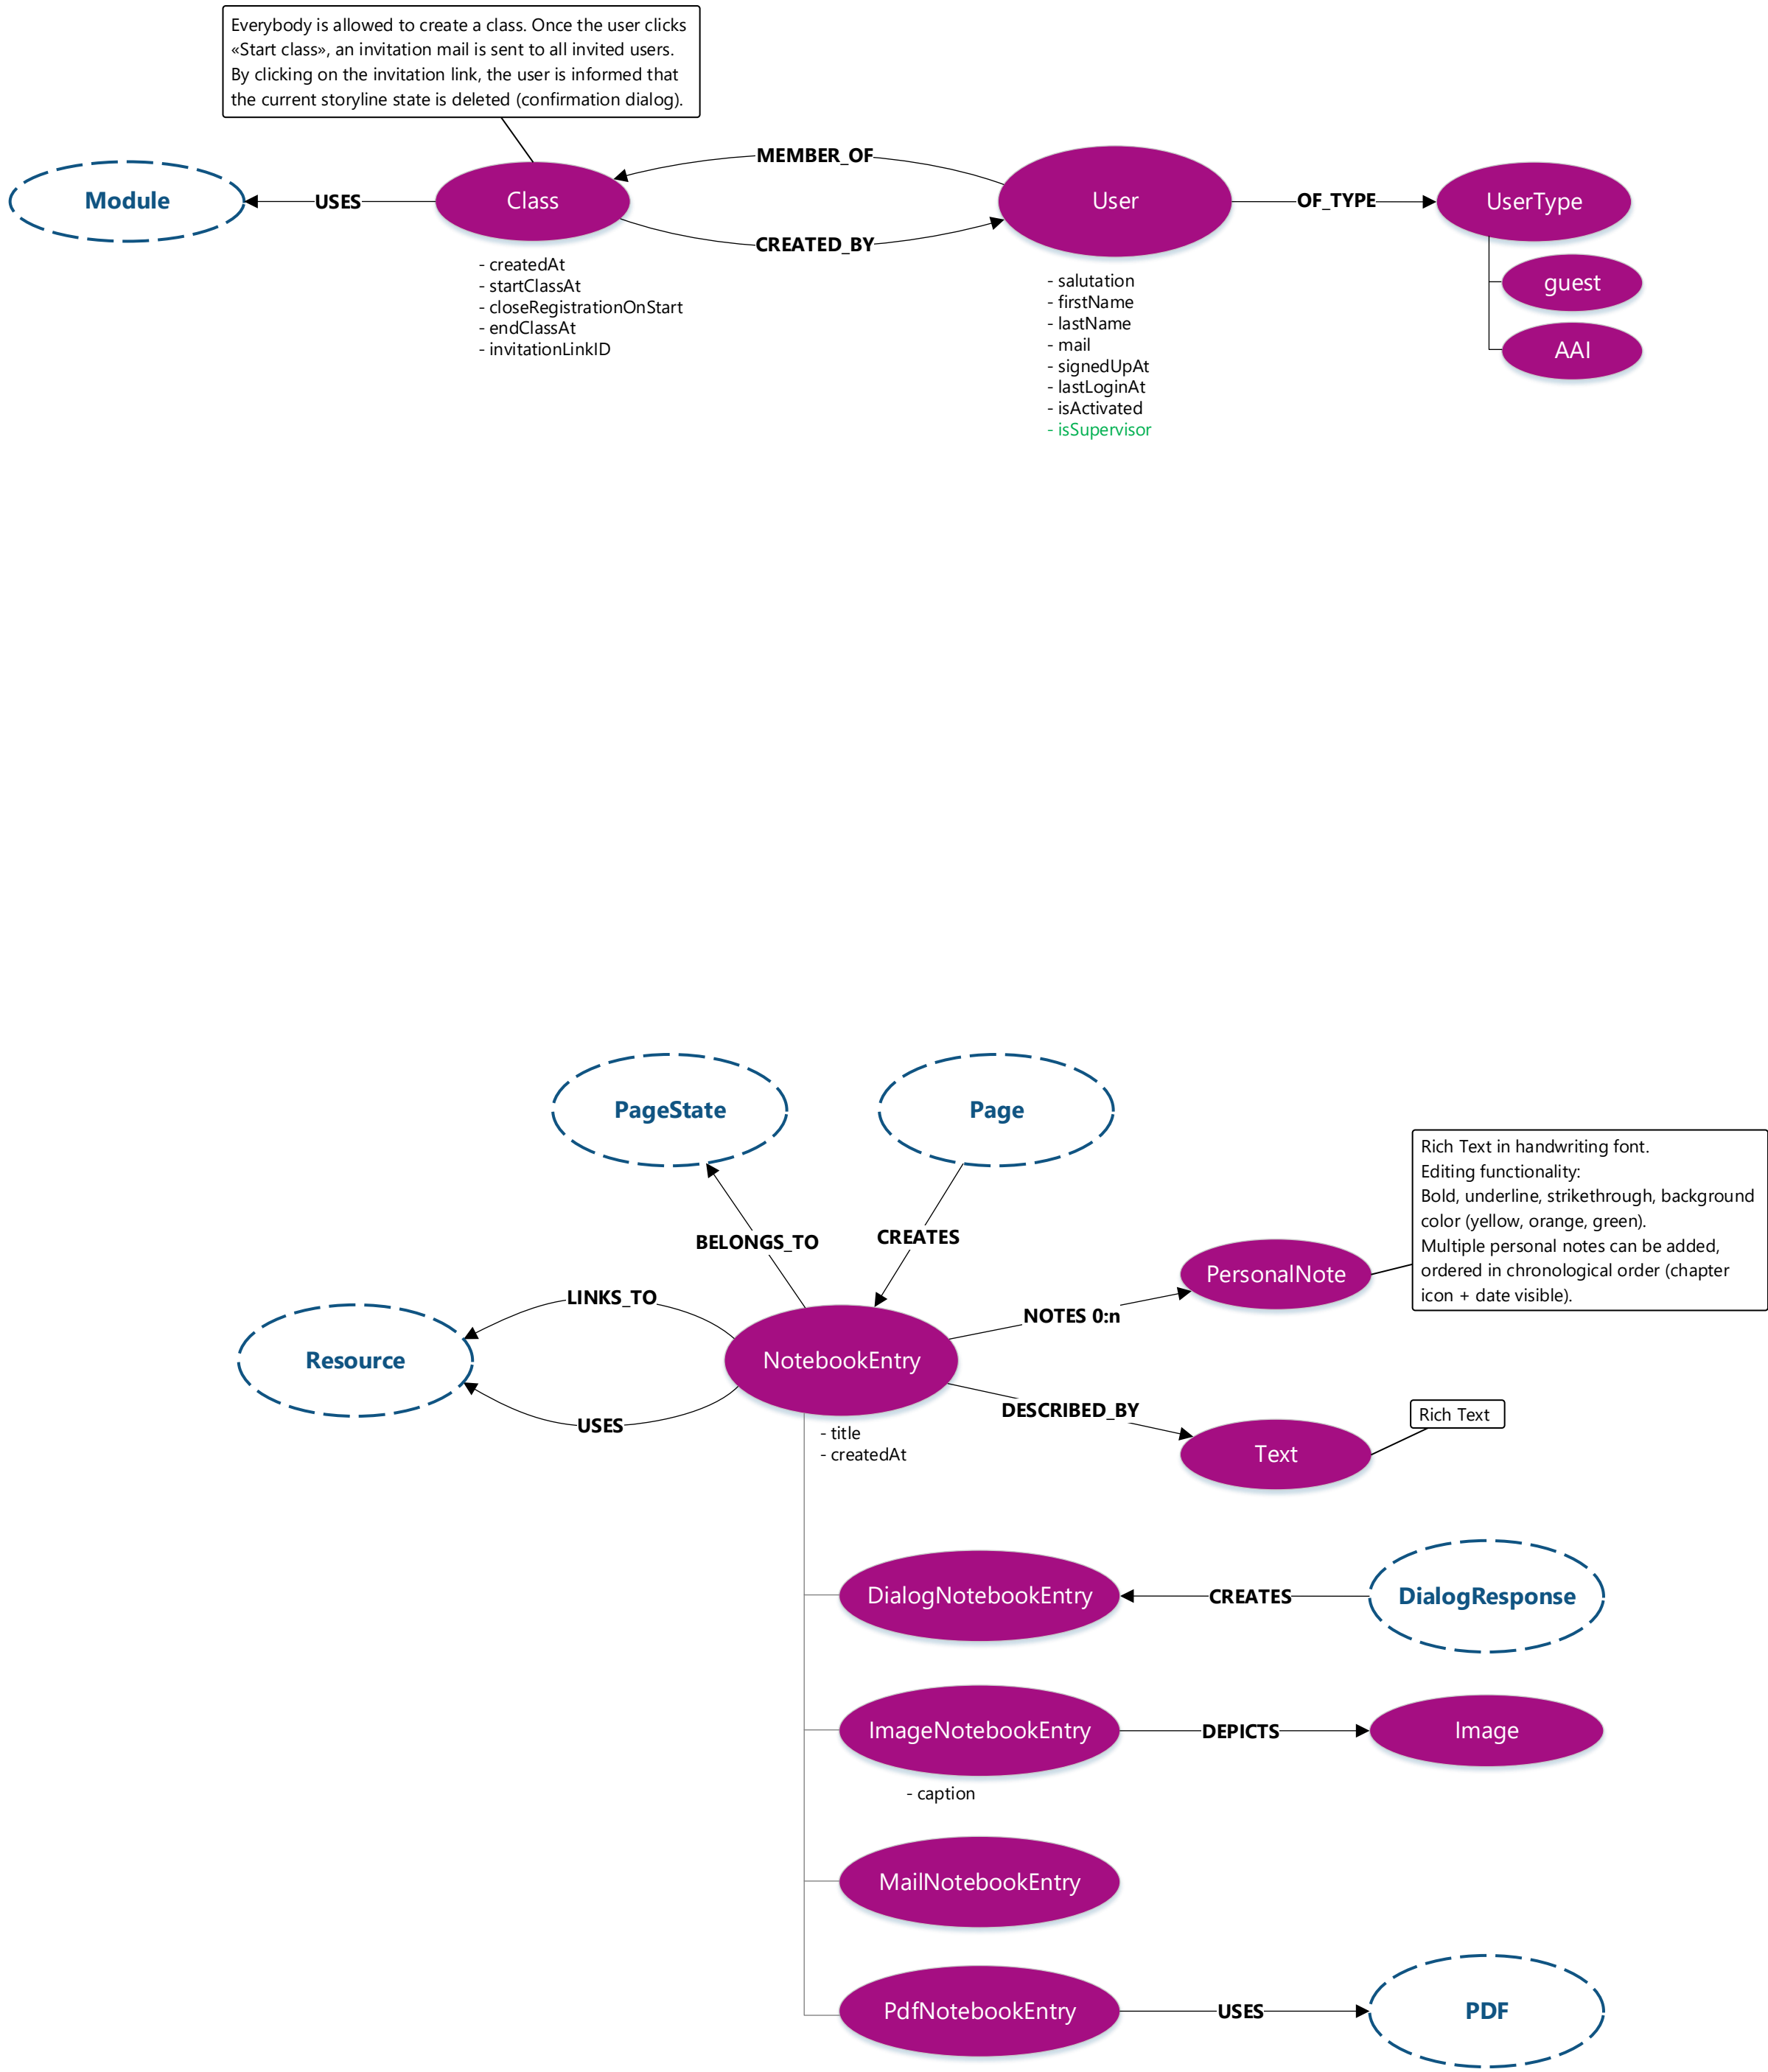 Everybody is allowed to create a class. Once the user clicks
«Start class», an invitation mail is sent to all invited users.
By clicking on the invitation link, the user is informed that
the current storyline state is deleted (confirmation dialog).
MEMBER_OF
Module
USES
Class
User
OF_TYPE
UserType
CREATED_BY
- createdAt
- startClassAt
- closeRegistrationOnStart
- endClassAt
- invitationLinkID
- salutation
- firstName
- lastName
- mail
- signedUpAt
- lastLoginAt
- isActivated
- isSupervisor
guest
AAI
PageState
Page
BELONGS_TO
CREATES
Rich Text in handwriting font.
Editing functionality:
Bold, underline, strikethrough, background
color (yellow, orange, green).
Multiple personal notes can be added,
ordered in chronological order (chapter
icon + date visible).
PersonalNote
LINKS_TO
NOTES 0:n
Resource
NotebookEntry
USES
DESCRIBED_BY
Rich Text
- title
- createdAt
Text
DialogNotebookEntry
CREATES
DialogResponse
ImageNotebookEntry
DEPICTS
Image
- caption
MailNotebookEntry
PdfNotebookEntry
USES
PDF